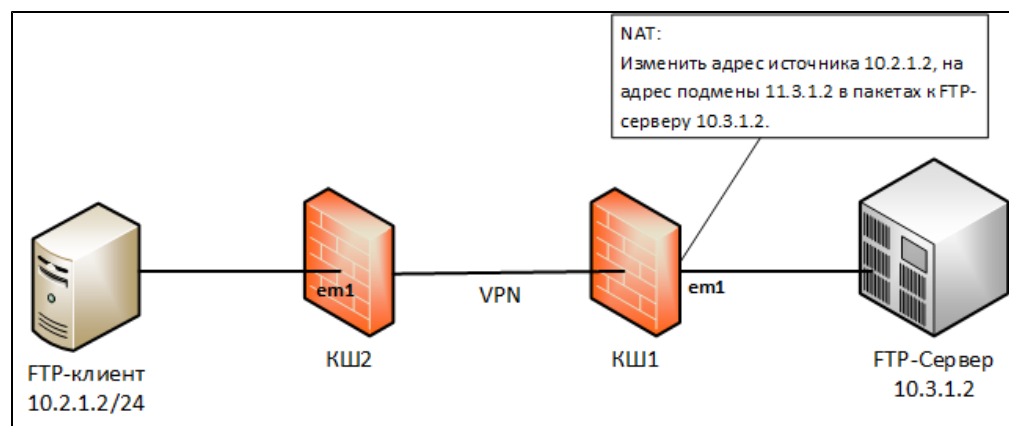 NAT:
Изменить адрес источника 10.2.1.2, на
адрес подмены 11.3.1.2 в пакетах к FTP-
серверу 10.3.1.2.
em1
VPN
em1
КШ2
КШ1
FTP-клиент
10.2.1.2/24
FTP-Сервер
10.3.1.2